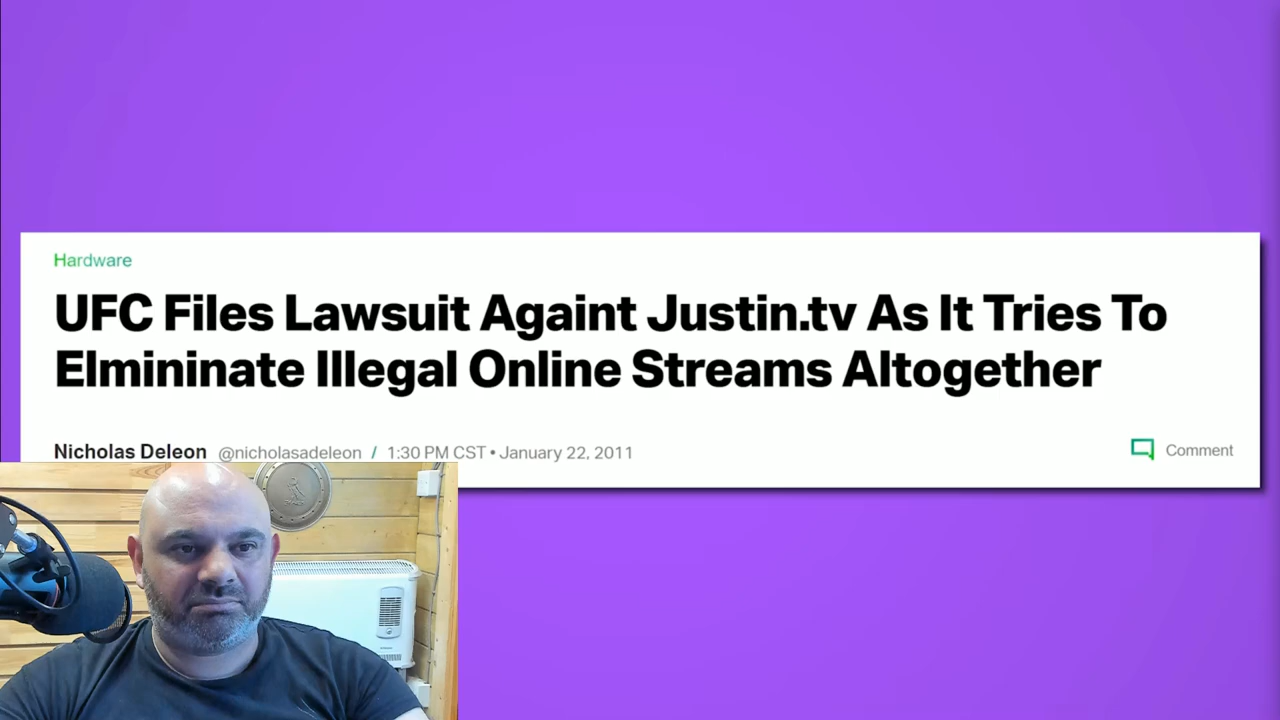 Hardware
UFC Files Lawsuit Againt Justin.tv As It Tries To
Elmininate Illegal Online Streams Altogether
Nicholas Deleon @nicholasadeleon / 1:30 PM CST • January 22, 2011
Comment